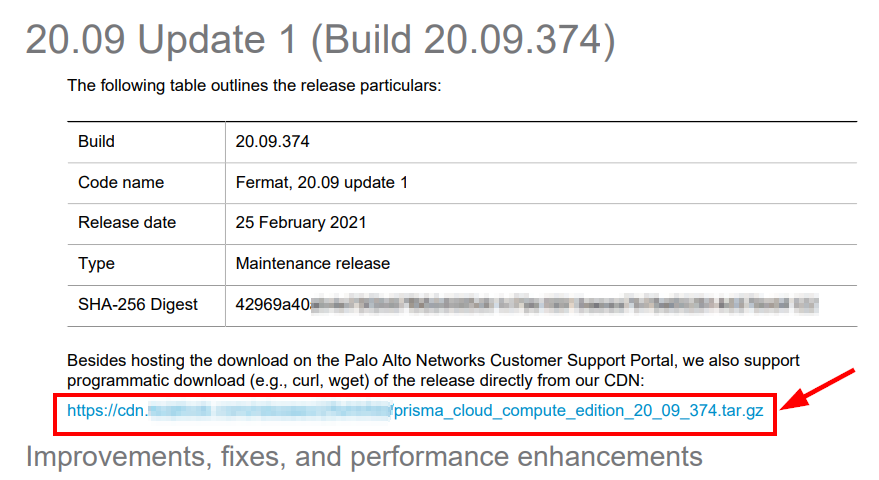 20.09 Update 1 (Build 20.09.374)
The following table outlines the release particulars:
Build 20.09.374
Code name Fermat, 20.09 update 1
Release date 25 February 2021
Type Maintenance release
SHA-256 Digest 42969a40
Besides hosting the download on the Palo Alto Networks Customer Support Portal, we also support
programmatic download (e.g., curl, wget) of the release directly from our CDN:
https://cdn. /prisma_cloud_compute_edition_20_09_374.tar.gz
Improvements, fixes, and performance enhancements